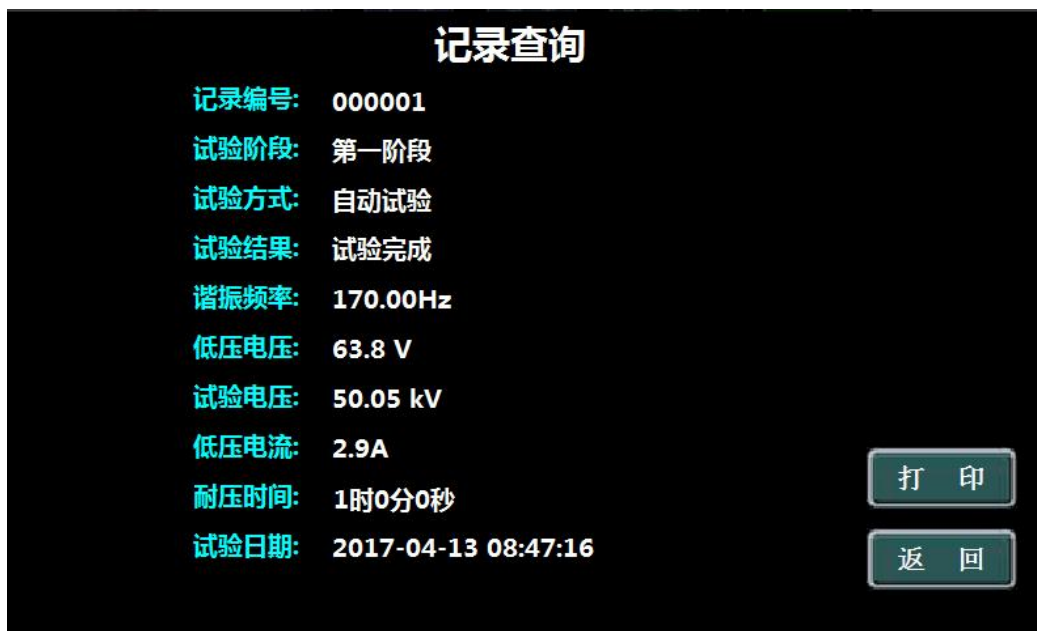 记录查询
记录编号: 000001
试验阶段: 第一阶段
试验方式: 自动试验
试验结果: 试验完成
谐振频率: 170.00Hz
低压电压: 63.8 V
试验电压: 50.05 kV
低压电流: 2.9A
耐压时间: 1时0分0秒
试验日期: 2017-04-13 08:47:16
打 印
返 回